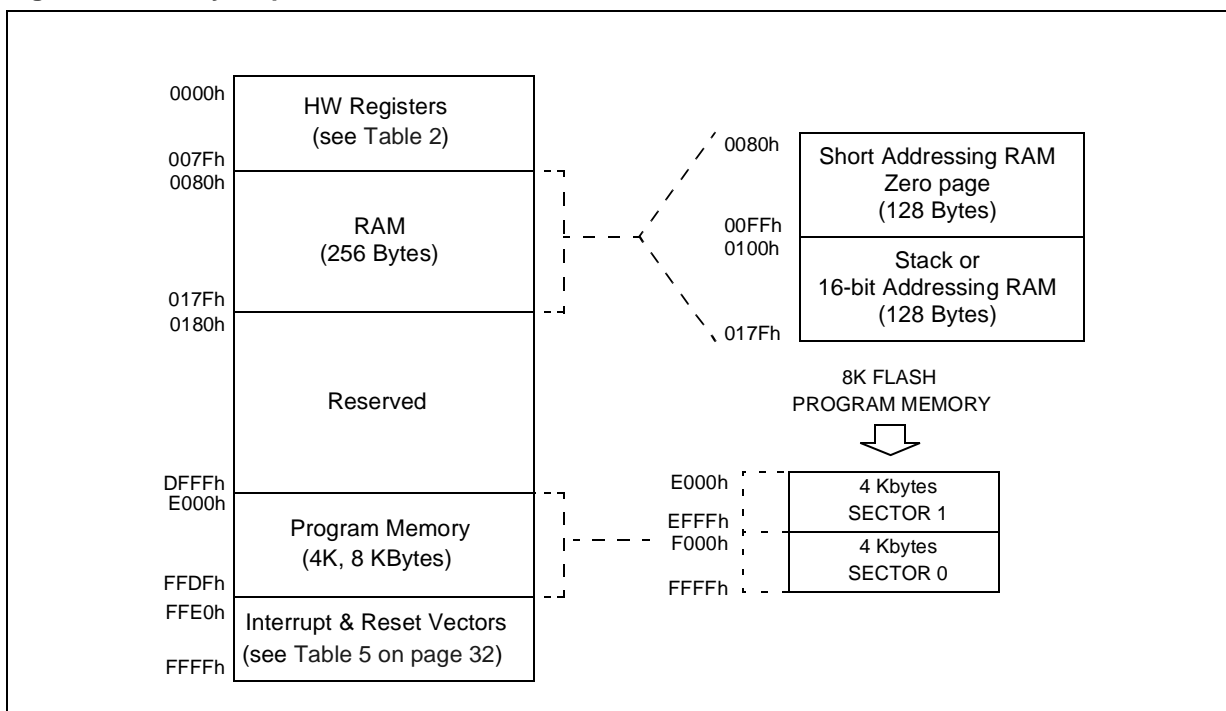 0000h
HW Registers
(see Table 2)
007Fh
0080h
RAM
(256 Bytes)
017Fh
0180h
Reserved
DFFFh
E000h
Program Memory
(4K, 8 KBytes)
FFDFh
FFE0h
Interrupt & Reset Vectors
(see Table 5 on page 32)
FFFFh
0080h
Short Addressing RAM
Zero page
(128 Bytes)
00FFh
0100h
Stack or
16-bit Addressing RAM
(128 Bytes)
017Fh
8K FLASH
PROGRAM MEMORY
E000h
4 Kbytes
SECTOR 1
EFFFh
F000h
4 Kbytes
SECTOR 0
FFFFh